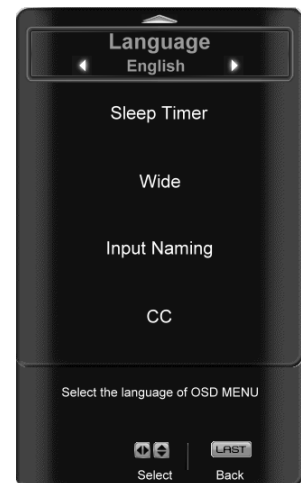 Language
English
Sleep Timer
Wide
Input Naming
CC
Select the language of OSD MENU
LAST
Select
Back